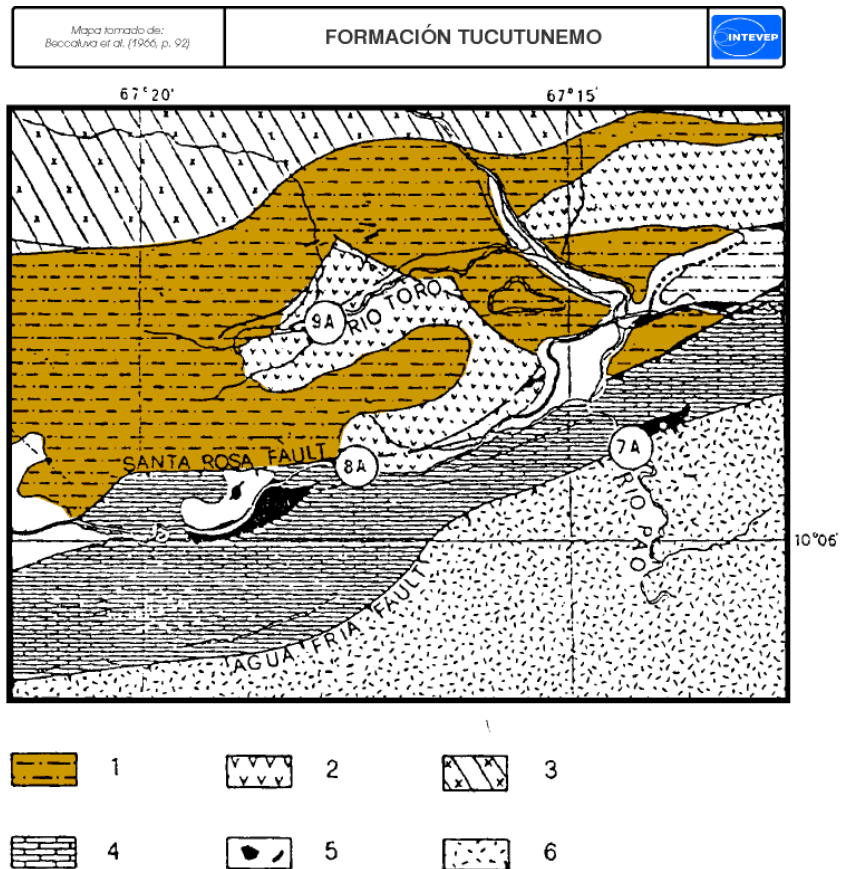 Mapa tomado de:
Beccaluva et al. (1966, p. 92)
FORMACIÓN TUCUTUNEMO
INTEVEP
67°20'
67°15'
9A
RIO TORO
SANTA ROSA FAULT
8A
7A
RIO PAO
10°06'
AGUA FRIA FAULT
1
2
3
4
5
6